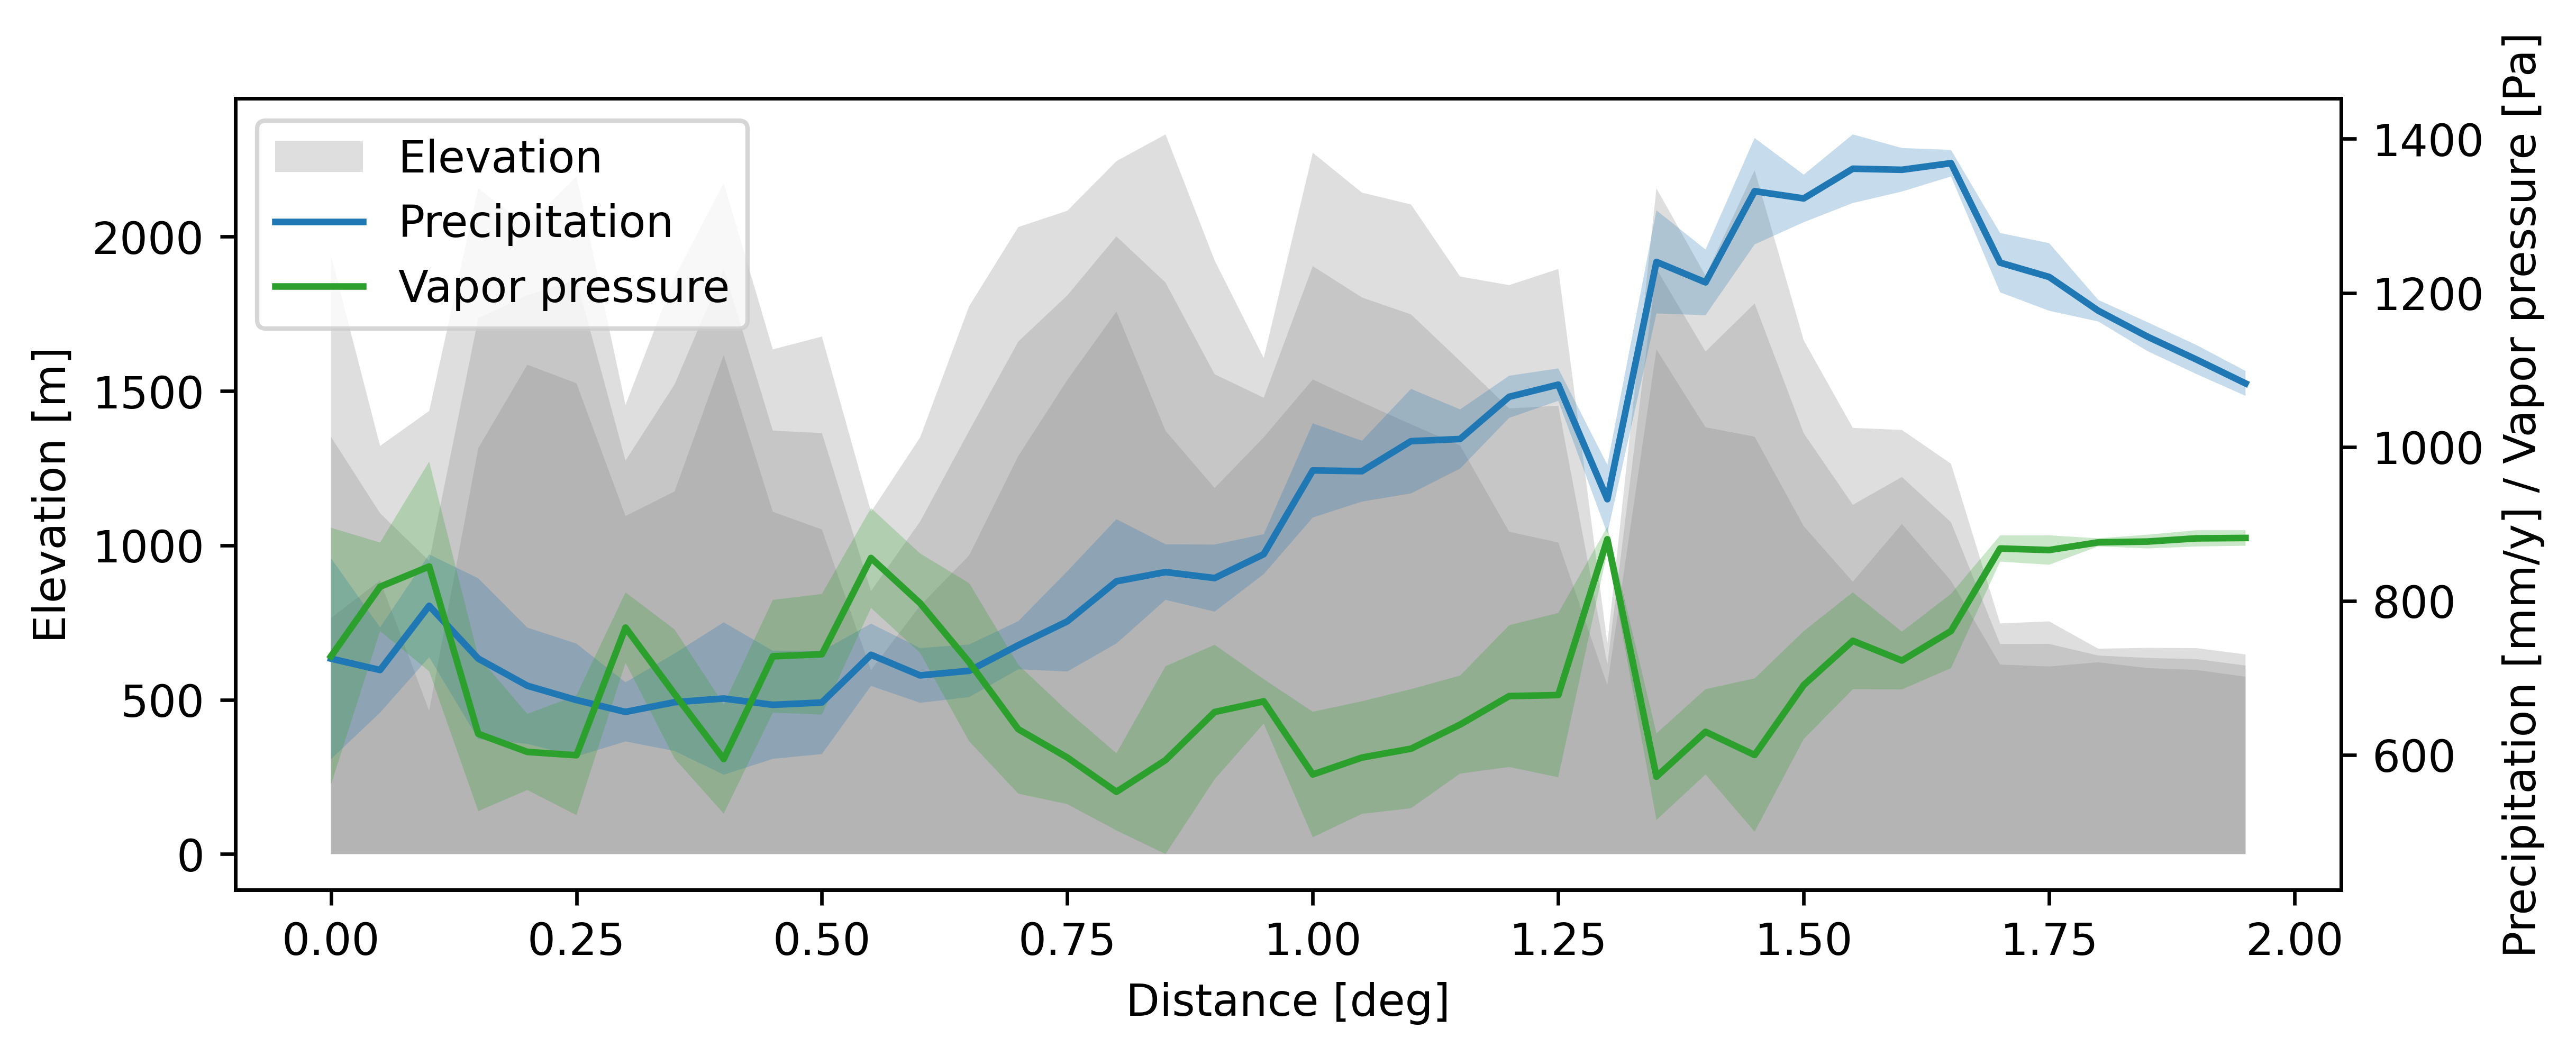 Elevation
Precipitation
Vapor pressure
Elevation [m]
2000
1500
1000
500
0
1400
1200
1000
800
600
Precipitation [mm/y] / Vapor pressure [Pa]
0.00 0.25 0.50 0.75 1.00 1.25 1.50 1.75 2.00
Distance [deg]